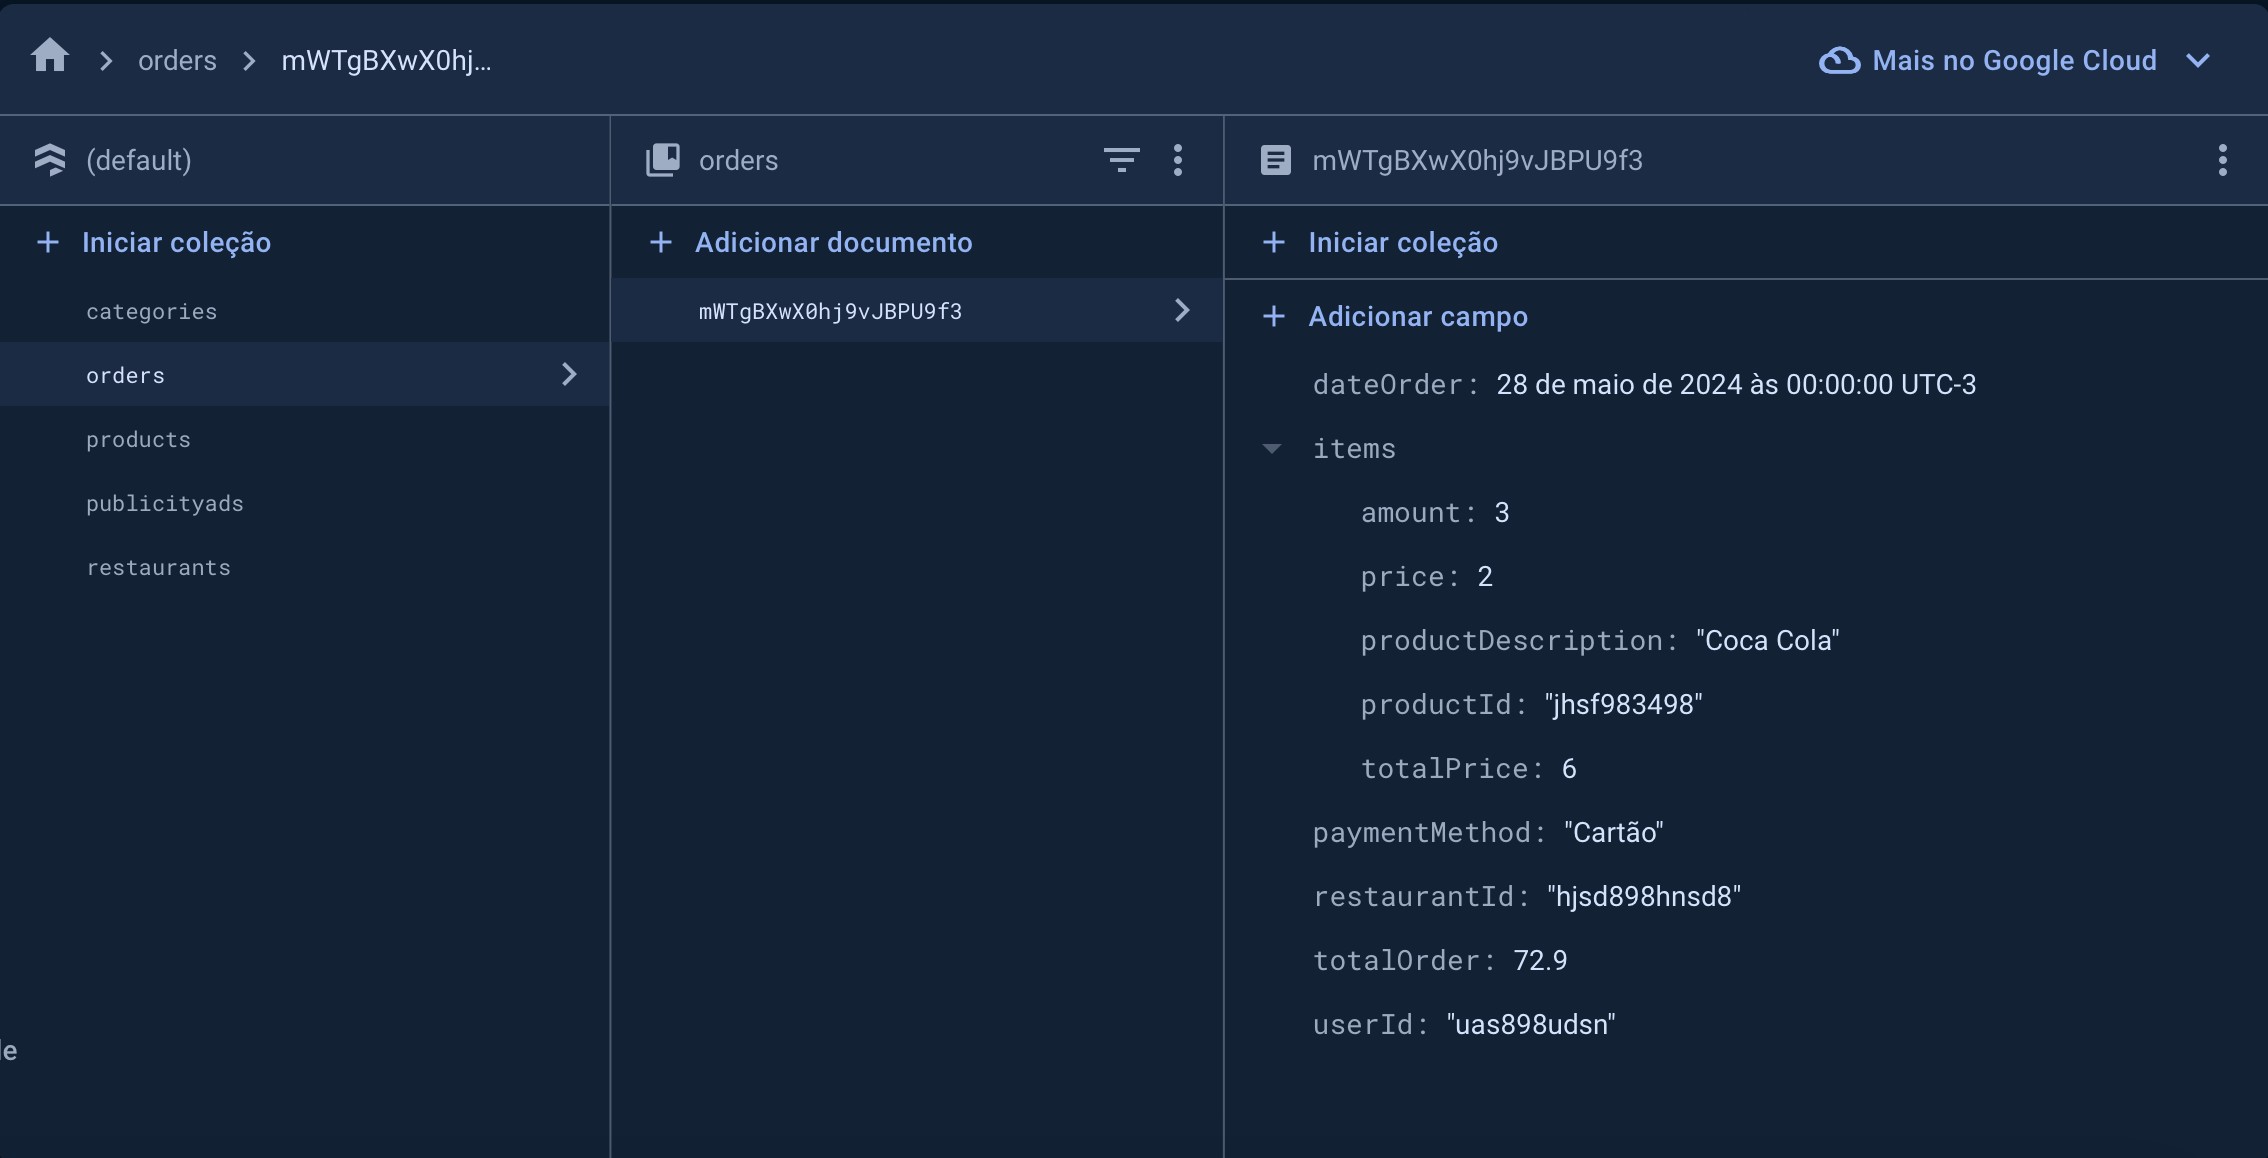 orders
mWTgBXwX0hj...
Mais no Google Cloud
(default)
Iniciar coleção
categories
orders
products
publicityads
restaurants
orders
Adicionar documento
mWTgBXwX0hj9vJBPU9f3
mWTgBXwX0hj9vJBPU9f3
Iniciar coleção
Adicionar campo
dateOrder: 28 de maio de 2024 às 00:00:00 UTC-3
items
amount: 3
price: 2
productDescription: "Coca Cola"
productId: "jhsf983498"
totalPrice: 6
paymentMethod: "Cartão"
restaurantId: "hjsd898hnsd8"
totalOrder: 72.9
userId: "uas898udsn"